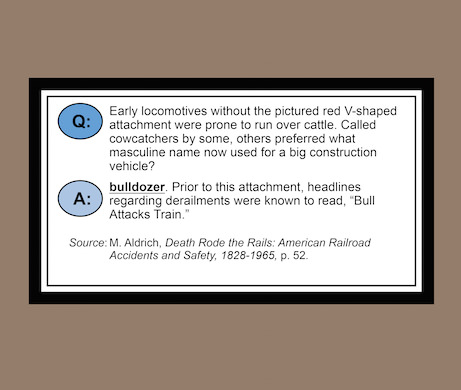 Q: Early locomotives without the pictured red V-shaped
attachment were prone to run over cattle. Called
cowcatchers by some, others preferred what
masculine name now used for a big construction
vehicle?
A: bulldozer. Prior to this attachment, headlines
regarding derailments were known to read, “Bull
Attacks Train.”
Source: M. Aldrich, Death Rode the Rails: American Railroad
Accidents and Safety, 1828-1965, p. 52.